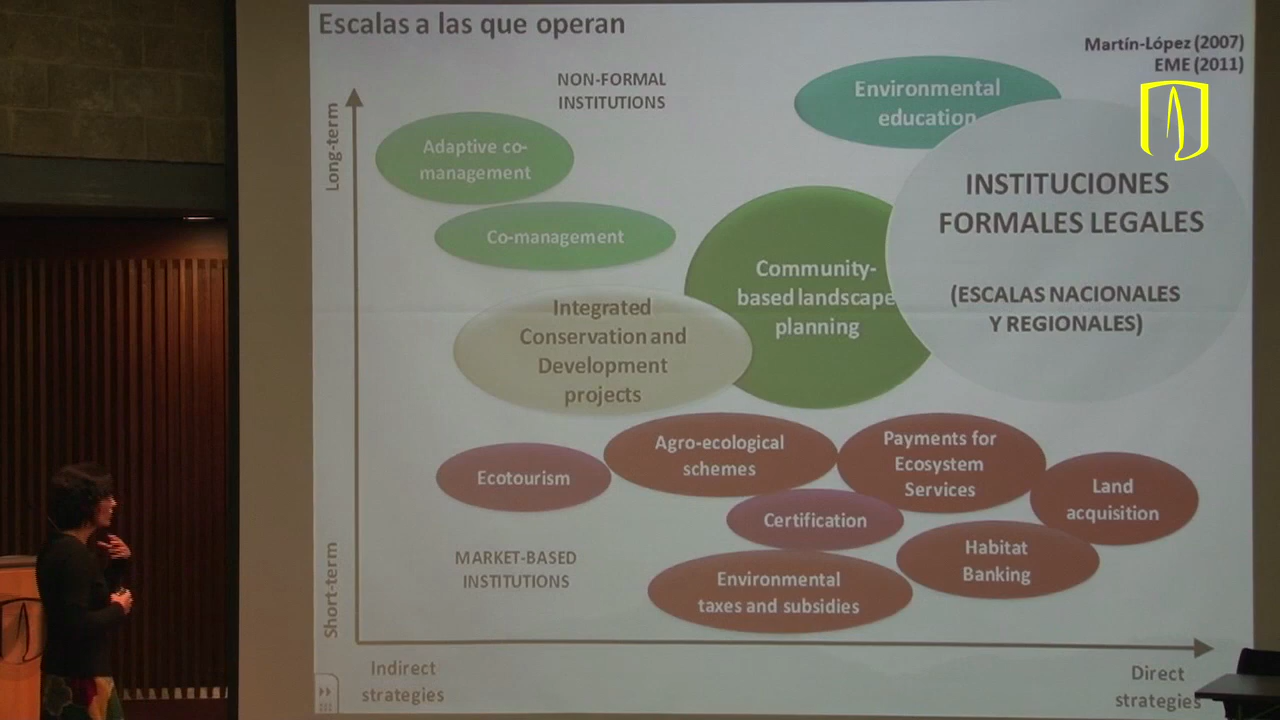 Escalas a las que operan
Martín-López (2007)
EME (2011)
NON-FORMAL
INSTITUTIONS
Long-term
Environmental
education
Adaptive co-
management
INSTITUCIONES
FORMALES LEGALES
(ESCALAS NACIONALES
Y REGIONALES)
Co-management
Community-
based landscape
planning
Integrated
Conservation and
Development
projects
Agro-ecological
schemes
Payments for
Ecosystem
Services
Ecotourism
Land
acquisition
Certification
MARKET-BASED
INSTITUTIONS
Habitat
Banking
Environmental
taxes and subsidies
Short-term
Indirect
strategies
Direct
strategies